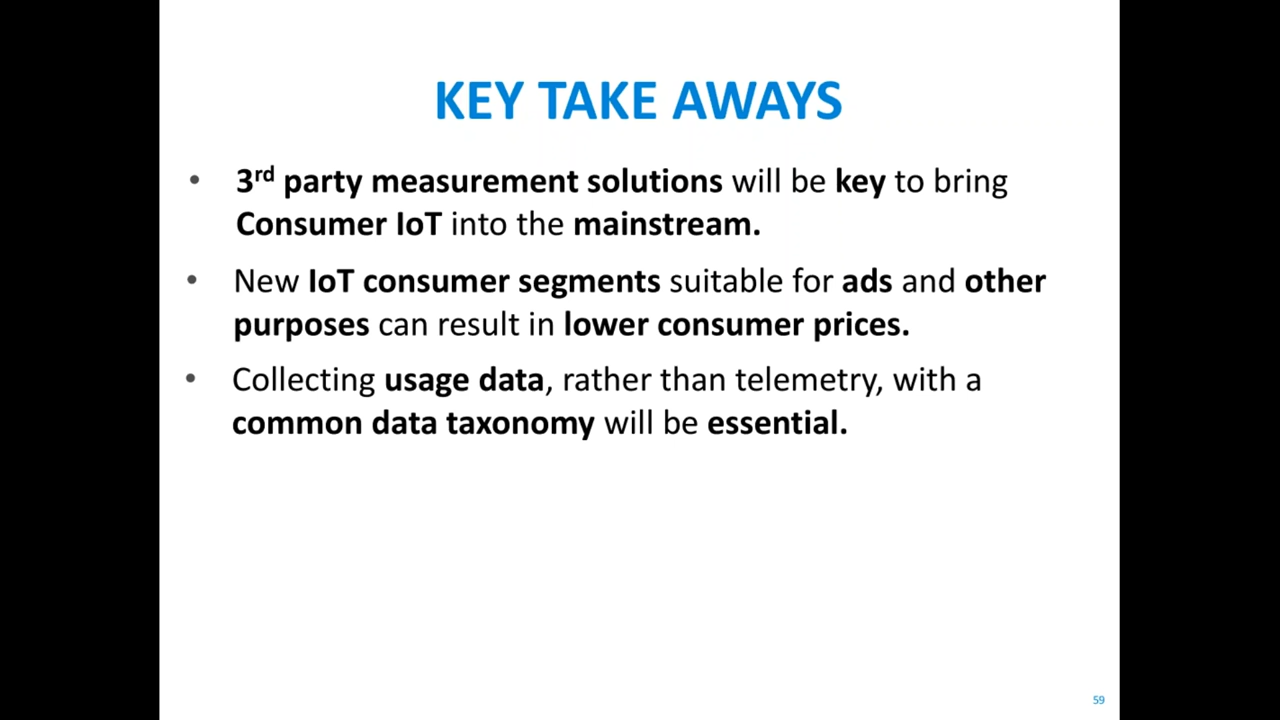 KEY TAKE AWAYS
• 3rd party measurement solutions will be key to bring
Consumer IoT into the mainstream.
• New IoT consumer segments suitable for ads and other
purposes can result in lower consumer prices.
• Collecting usage data, rather than telemetry, with a
common data taxonomy will be essential.
59